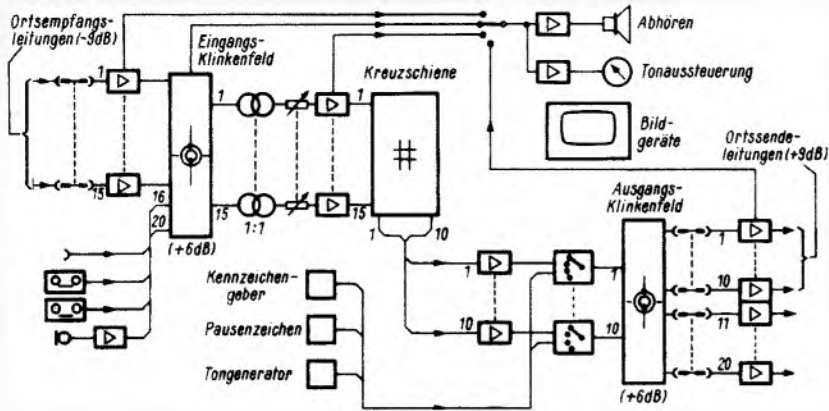 Ortsempfangs-
leitungen (-9dB)
Eingangs-
Klinkenfeld
Kreuzschiene
Abhören
Tonaussteuerung
Bild-
geräte
Ortssende-
leitungen (+9dB)
Ausgangs-
Klinkenfeld
1
1
1
15
16
20
15
1:1
15
(+6dB)
1
10
Kennzeichen-
geber
Pausenzeichen
Tongenerator
1
10
1
10
1
10
11
20
(+6dB)